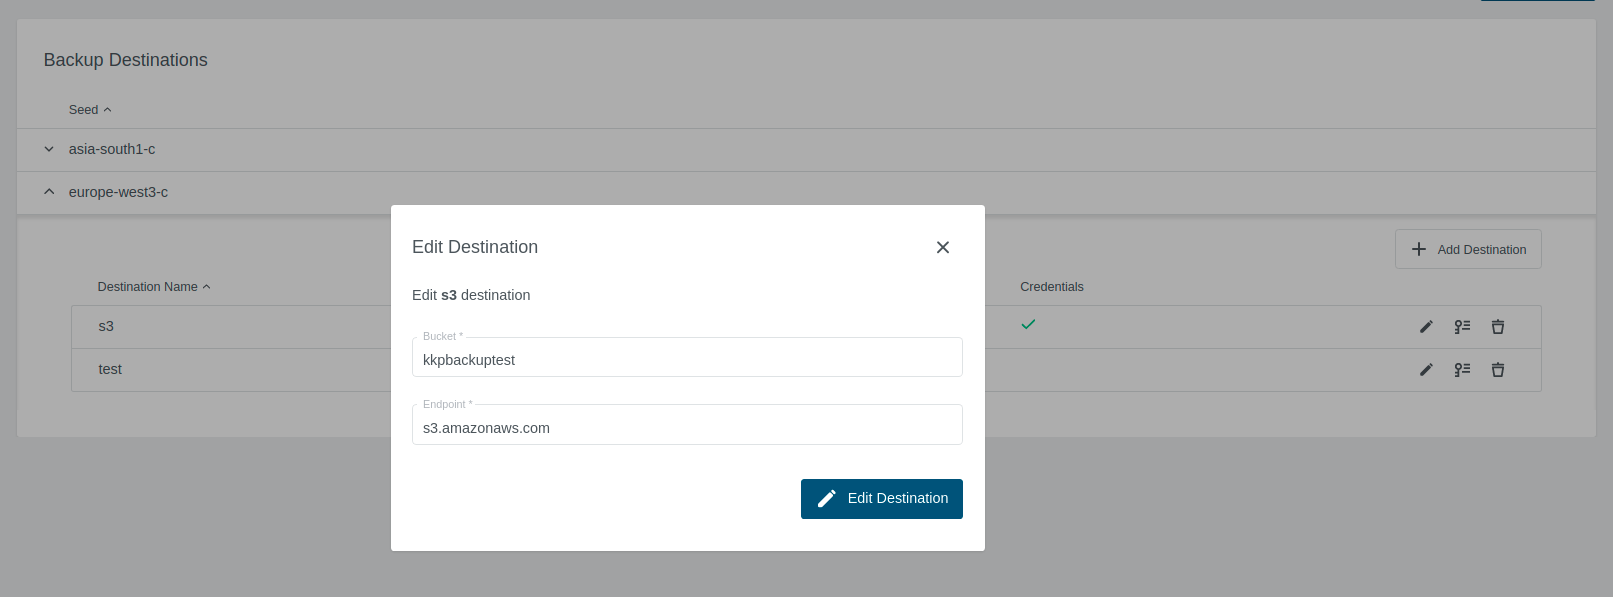 Backup Destinations
Seed
asia-south1-c
europe-west3-c
Add Destination
Destination Name
Credentials
s3
test
Edit Destination
Edit s3 destination
Bucket *
kkpbackuptest
Endpoint *
s3.amazonaws.com
Edit Destination